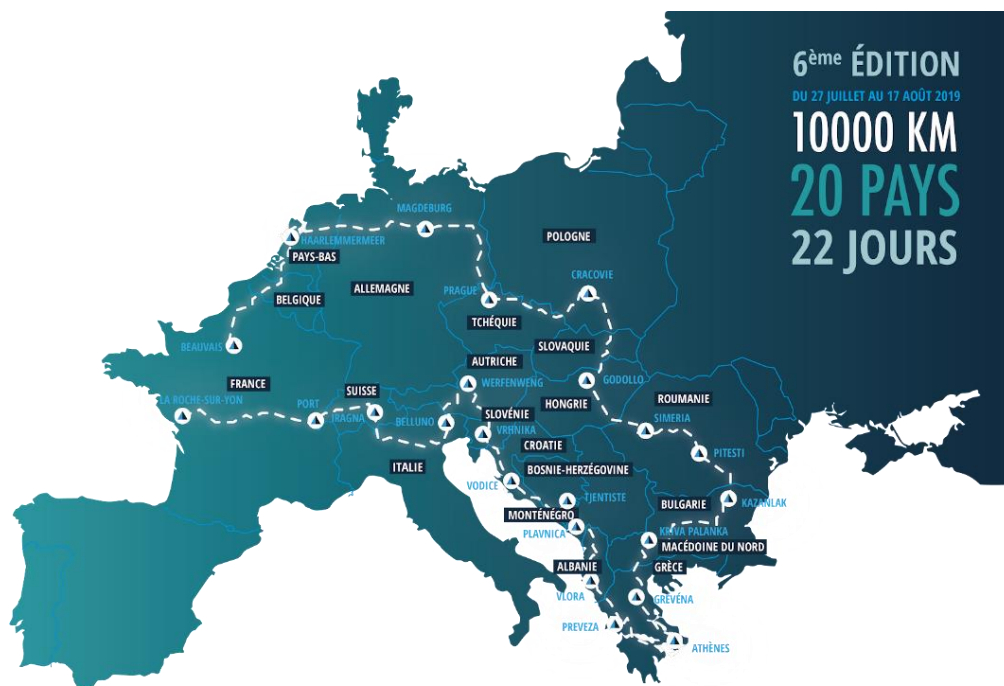 6ème ÉDITION
DU 27 JUILLET AU 17 AOÛT 2019
10000 KM
20 PAYS
22 JOURS
MAGDEBURG
HAARLEMMERMEER
POLOGNE
PAYS-BAS
CRACOVIE
ALLEMAGNE
PRAGUE
BELGIQUE
TCHÉQUIE
BEAUVAIS
SLOVAQUIE
AUTRICHE
FRANCE
WERFENWENG
GODOLLO
SUISSE
ROUMANIE
LA ROCHE-SUR-YON
PORT
IRAGNA
HONGRIE
SLOVÉNIE
SIMERIA
BELLUNO
VRHNIKA
CROATIE
PITESTI
ITALIE
BOSNIE-HERZÉGOVINE
VODICE
TJENTISTE
KAZANLAK
BULGARIE
MONTÉNÉGRO
PLAVNICA
KRIVA PALANKA
MACÉDOINE DU NORD
ALBANIE
GRÈCE
VLORA
GREVÉNA
PREVEZA
ATHÈNES